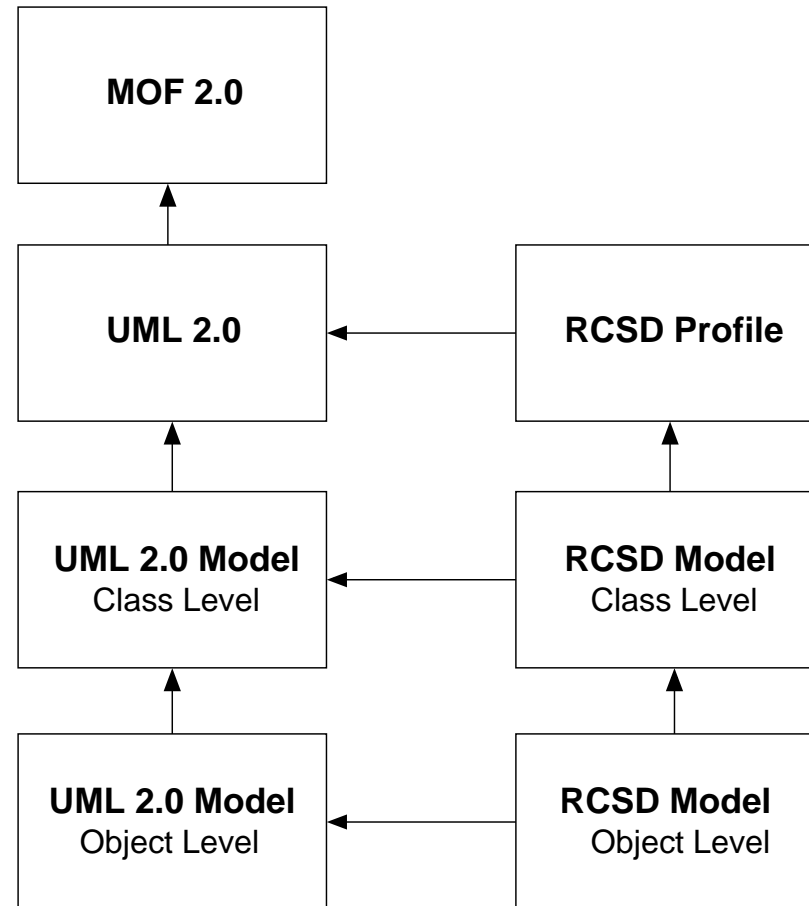 MOF 2.0
UML 2.0
RCSD Profile
UML 2.0 Model
Class Level
RCSD Model
Class Level
UML 2.0 Model
Object Level
RCSD Model
Object Level